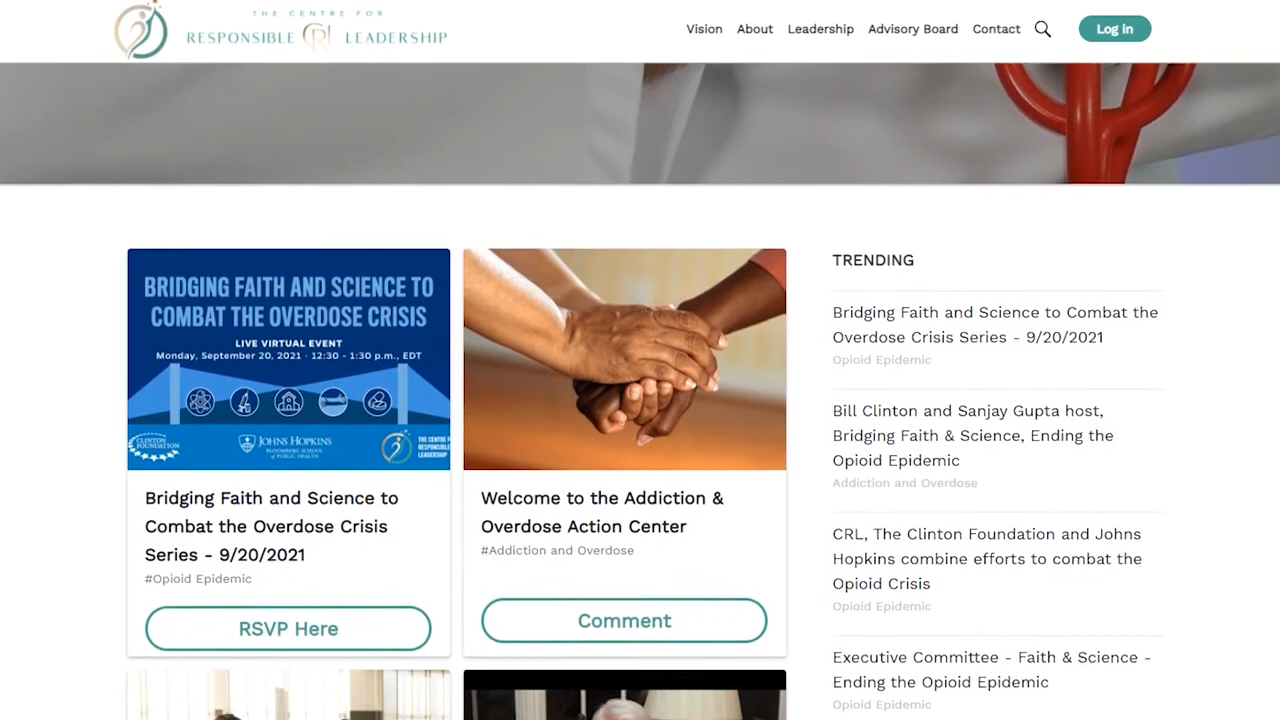 THE CENTRE FOR
RESPONSIBLE CRL LEADERSHIP
Vision About Leadership Advisory Board Contact Log in
BRIDGING FAITH AND SCIENCE TO
COMBAT THE OVERDOSE CRISIS
LIVE VIRTUAL EVENT
Monday, September 20, 2021 · 12:30 - 1:30 p.m., EDT
CLINTON
FOUNDATION
JOHNS HOPKINS
BLOOMBERG SCHOOL
of PUBLIC HEALTH
THE CENTRE F
RESPONSIBLE
LEADERSHIP
Bridging Faith and Science to
Combat the Overdose Crisis
Series - 9/20/2021
#Opioid Epidemic
RSVP Here
Welcome to the Addiction &
Overdose Action Center
#Addiction and Overdose
Comment
TRENDING
Bridging Faith and Science to Combat the
Overdose Crisis Series - 9/20/2021
Opioid Epidemic
Bill Clinton and Sanjay Gupta host,
Bridging Faith & Science, Ending the
Opioid Epidemic
Addiction and Overdose
CRL, The Clinton Foundation and Johns
Hopkins combine efforts to combat the
Opioid Crisis
Opioid Epidemic
Executive Committee - Faith & Science -
Ending the Opioid Epidemic
Opioid Epidemic